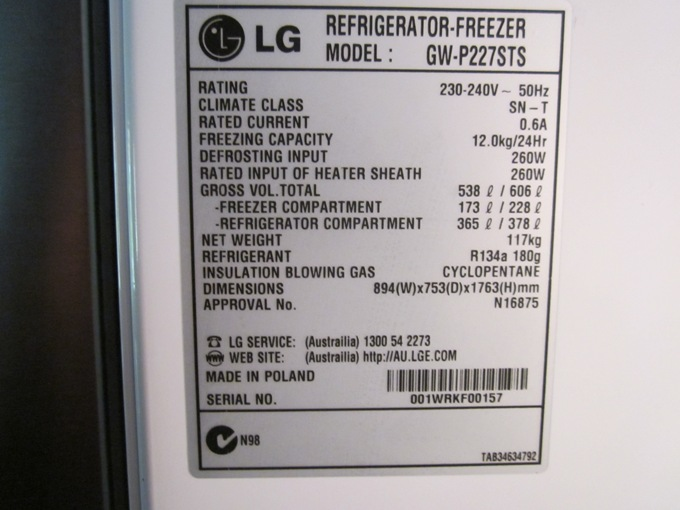 LG REFRIGERATOR-FREEZER
MODEL : GW-P227STS
RATING 230-240V ~ 50Hz
CLIMATE CLASS SN - T
RATED CURRENT 0.6A
FREEZING CAPACITY 12.0kg/24Hr
DEFROSTING INPUT 260W
RATED INPUT OF HEATER SHEATH 260W
GROSS VOL.TOTAL 538 ℓ / 606 ℓ
-FREEZER COMPARTMENT 173 ℓ / 228 ℓ
-REFRIGERATOR COMPARTMENT 365 ℓ / 378 ℓ
NET WEIGHT 117kg
REFRIGERANT R134a 180g
INSULATION BLOWING GAS CYCLOPENTANE
DIMENSIONS 894(W)x753(D)x1763(H)mm
APPROVAL No. N16875
LG SERVICE: (Austrailia) 1300 54 2273
WWW WEB SITE: (Austrailia) http://AU.LGE.COM
MADE IN POLAND
SERIAL NO. 001WRKF00157
N98
TAB34634792